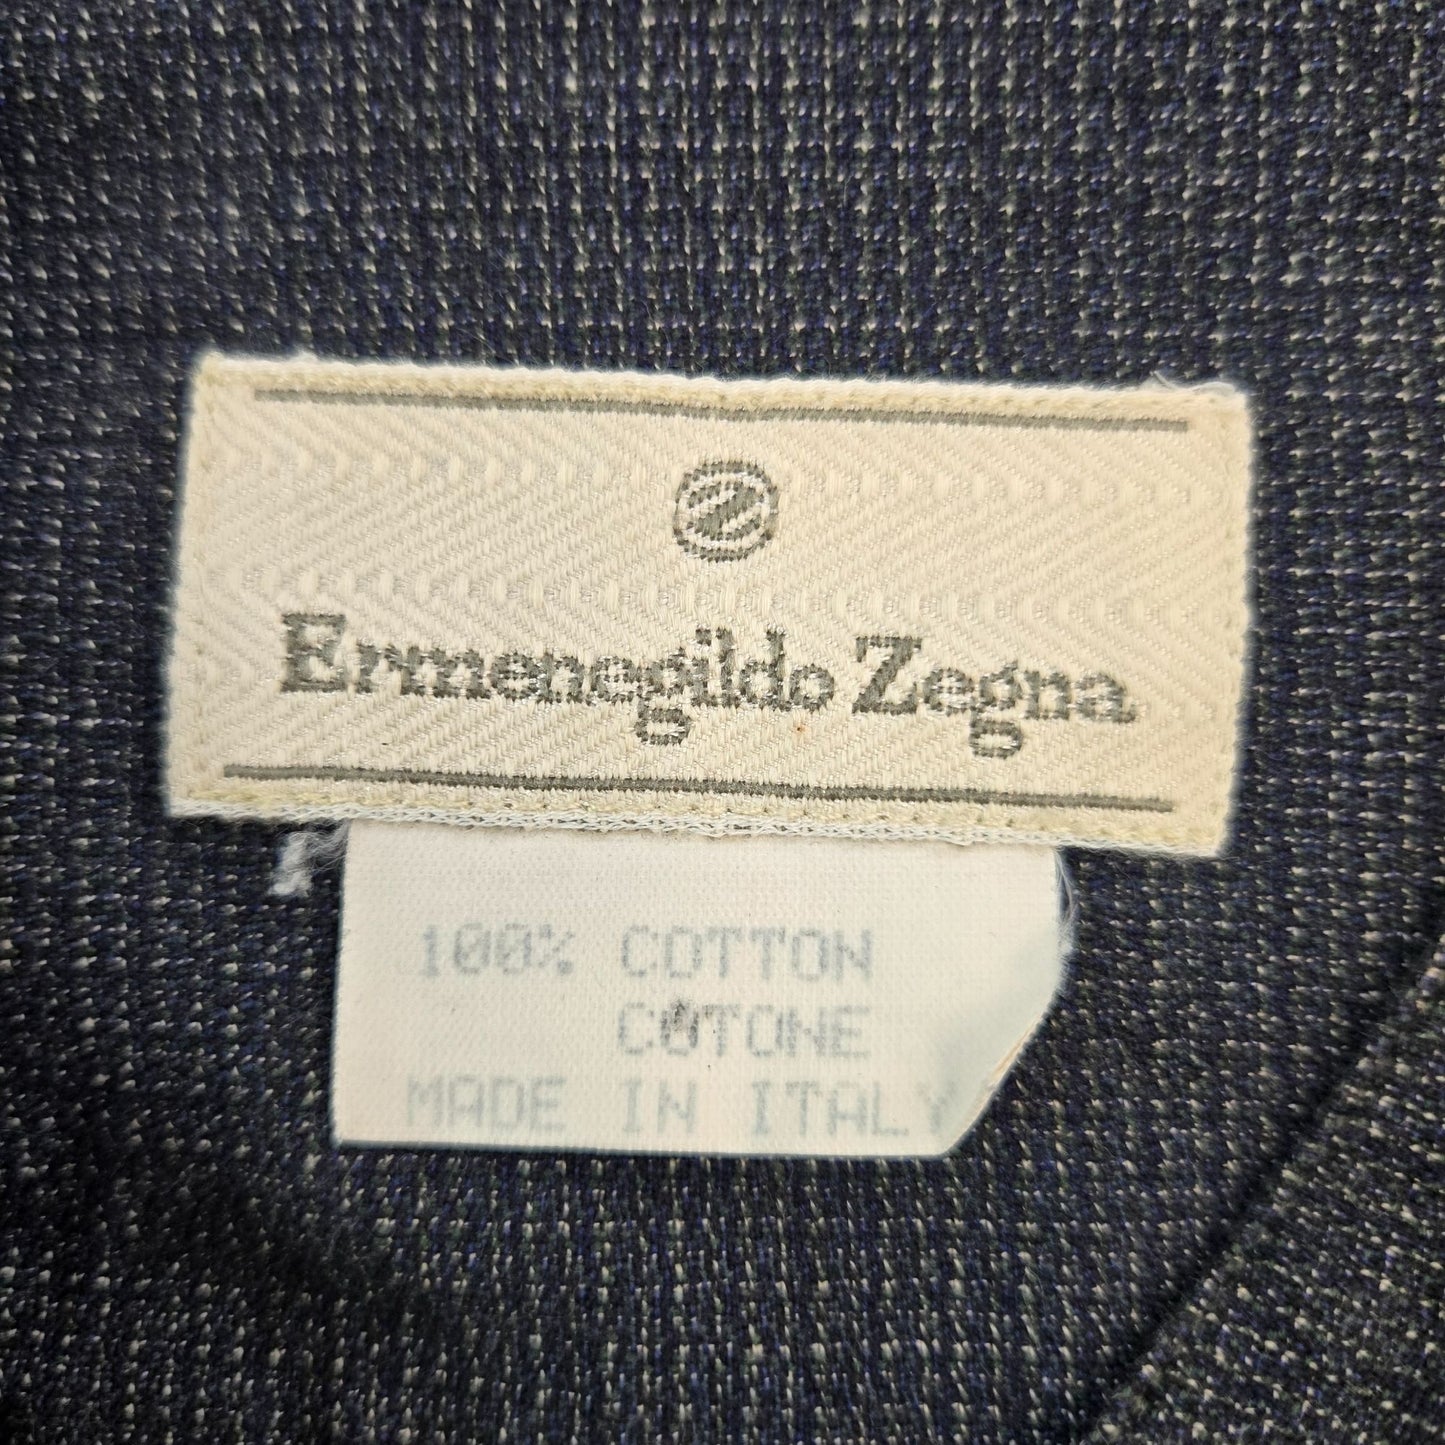 Z
Ermenegildo Zegna
100% COTTON
COTONE
MADE IN ITALY